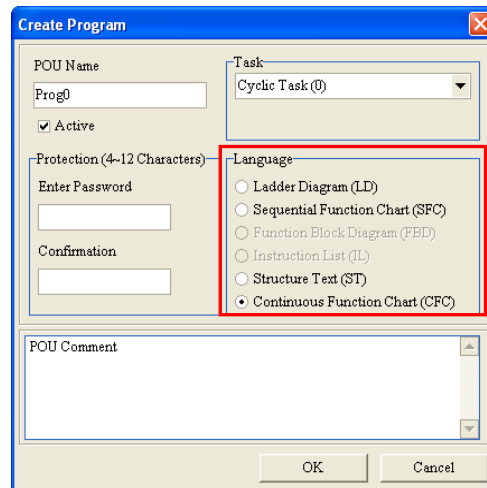 Create Program
POU Name
Prog0
Active
Task
Cyclic Task (0)
Protection (4~12 Characters)
Enter Password
Confirmation
Language
Ladder Diagram (LD)
Sequential Function Chart (SFC)
Function Block Diagram (FBD)
Instruction List (IL)
Structure Text (ST)
Continuous Function Chart (CFC)
POU Comment
OK
Cancel